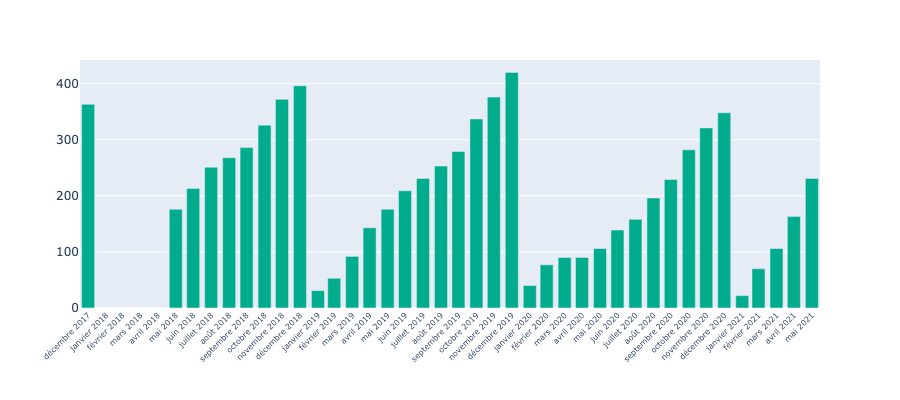 400
300
200
100
0
décembre 2017
janvier 2018
février 2018
mars 2018
avril 2018
mai 2018
juin 2018
juillet 2018
août 2018
septembre 2018
octobre 2018
novembre 2018
décembre 2018
janvier 2019
février 2019
mars 2019
avril 2019
mai 2019
juin 2019
juillet 2019
août 2019
septembre 2019
octobre 2019
novembre 2019
décembre 2019
janvier 2020
février 2020
mars 2020
avril 2020
mai 2020
juin 2020
juillet 2020
août 2020
septembre 2020
octobre 2020
novembre 2020
décembre 2020
janvier 2021
février 2021
mars 2021
avril 2021
mai 2021